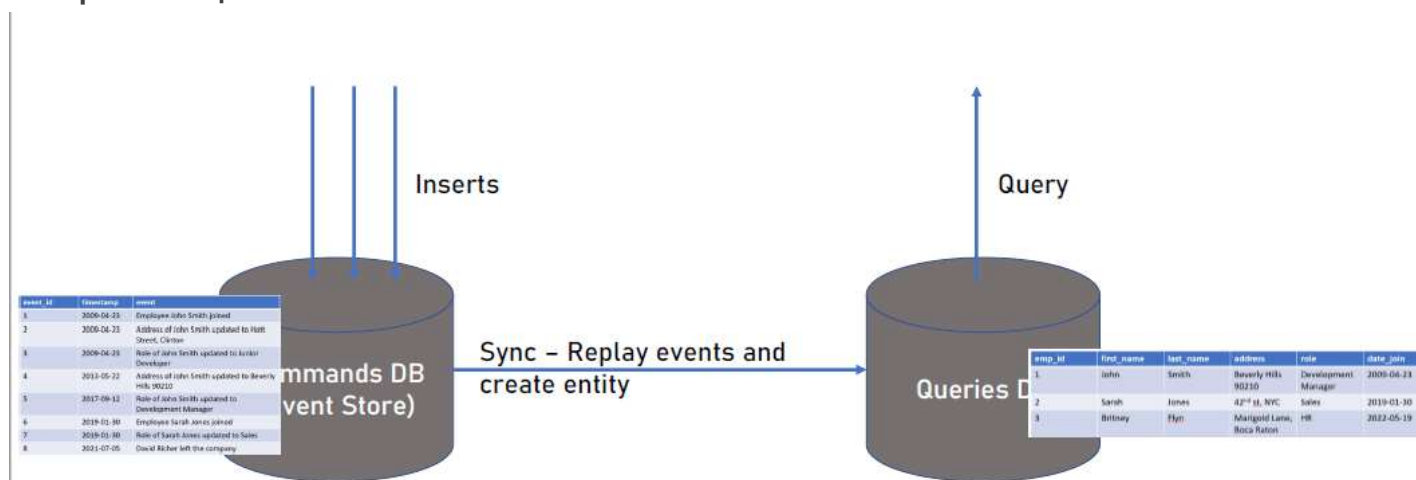 Inserts
Query
event_id timestamp event
1 2009-04-23 Employee John Smith joined
2 2009-04-23 Address of John Smith updated to
Street, Clinton
3 2009-04-23 Role of John Smith updated to Junior
Developer
4 2013-05-22 Address of John Smith updated to Beverly
Hills 90210
5 2017-09-12 Role of John Smith updated to
Development Manager
6 2019-01-30 Employee Sarah Jones joined
7 2019-01-30 Role of Sarah Jones updated to Sales
8 2021-07-05 David Richer left the company
mmands DB
vent Store)
Sync – Replay events and
create entity
Queries D
emp_id first_name last_name address role date_join
1 John Smith Beverly Hills Development 2009-04-23
90210 Manager
2 Sarah Jones 42nd st, NYC Sales 2019-01-30
3 Britney Flyn Marigold Lane, HR 2022-05-19
Boca Raton